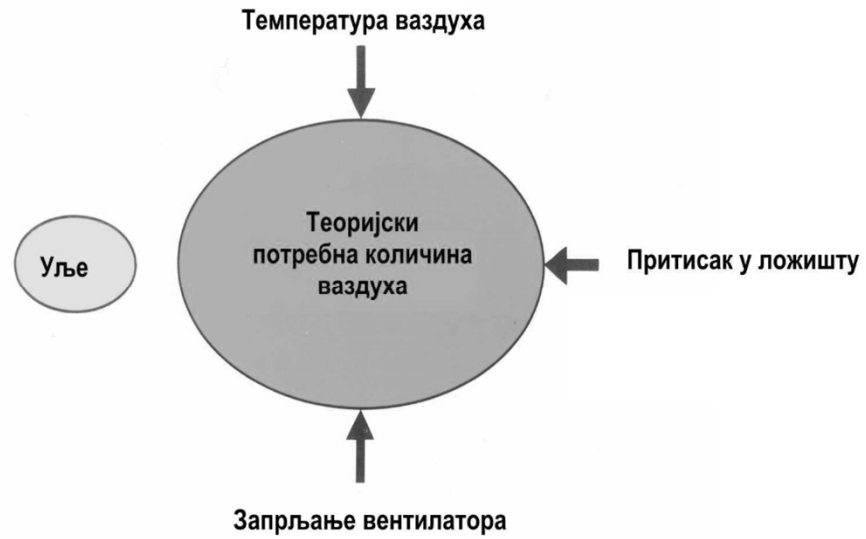 Температура ваздуха
Теоријски
потребна количина
ваздуха
Уље
Притисак у ложишту
Запрљање вентилатора